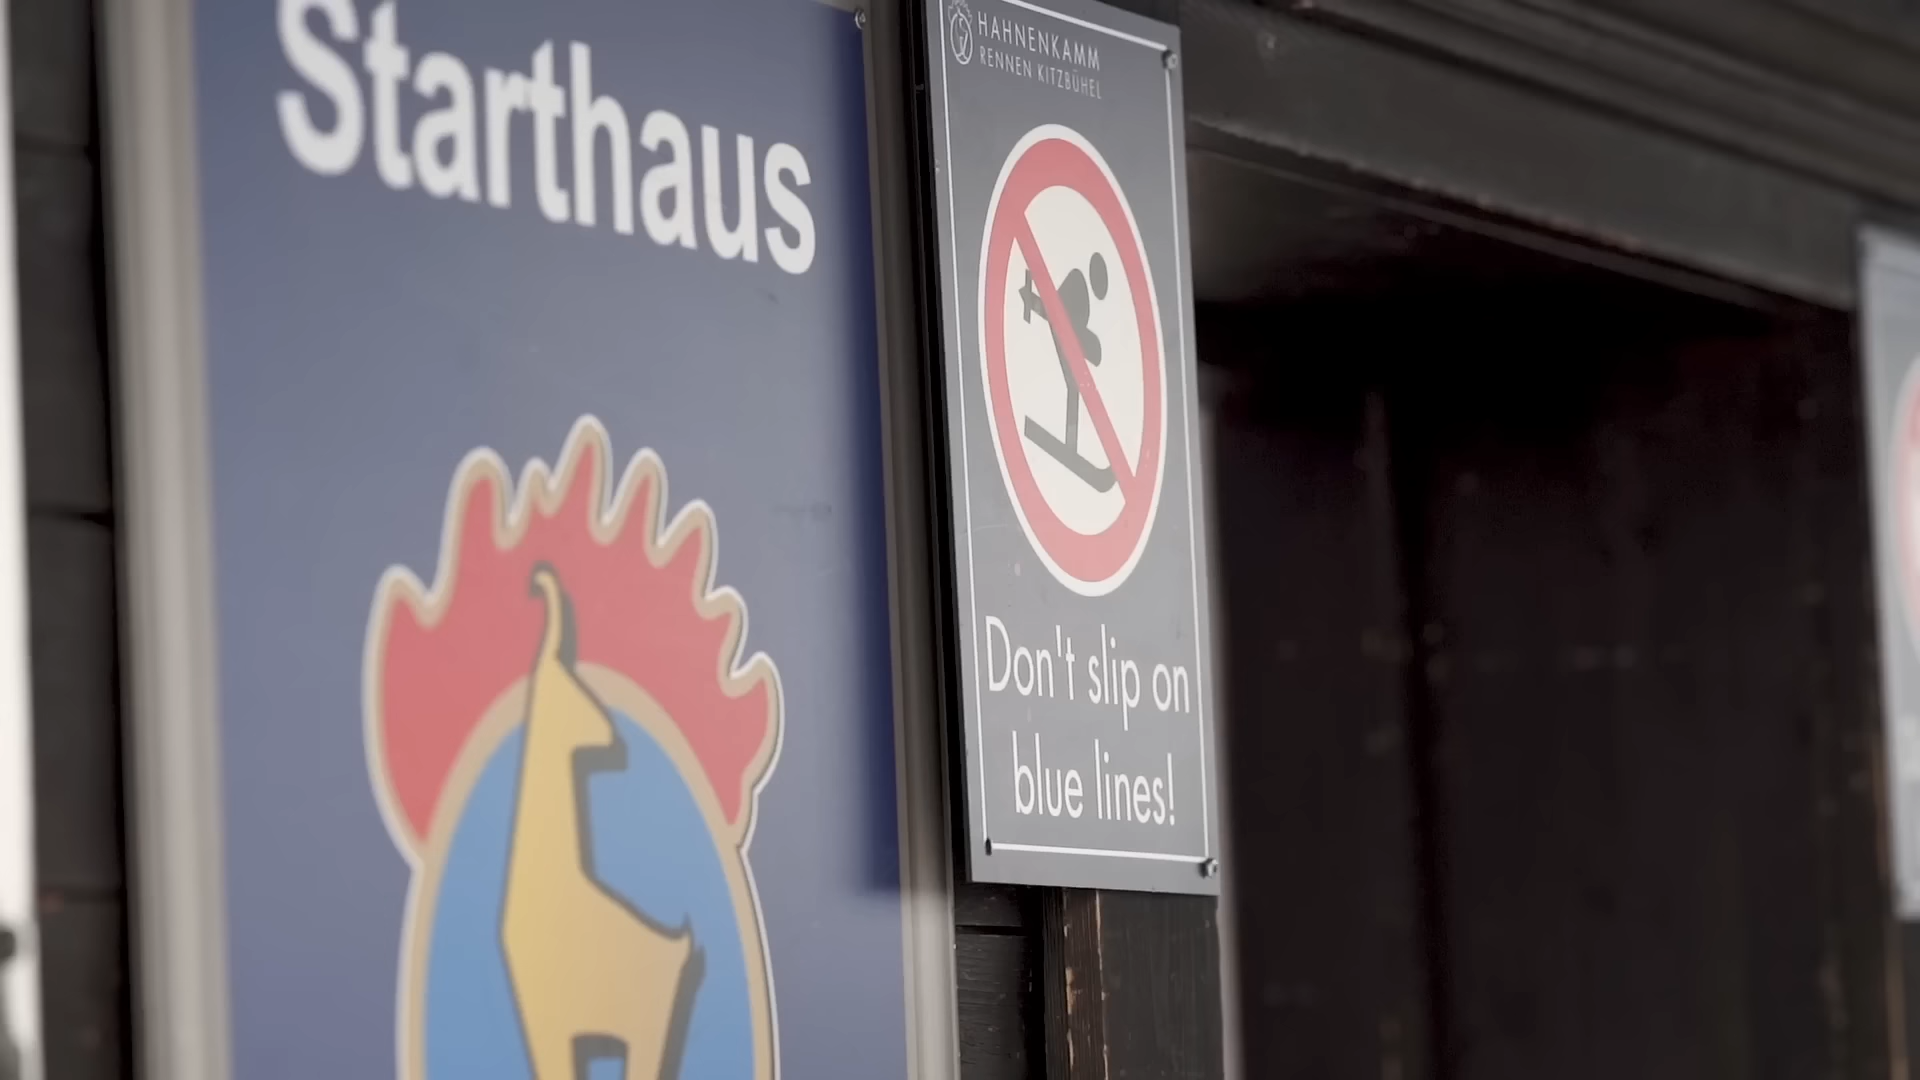 Starthaus
HAHNENKAMM
RENNEN KITZBÜHEL
Don't slip on
blue lines!